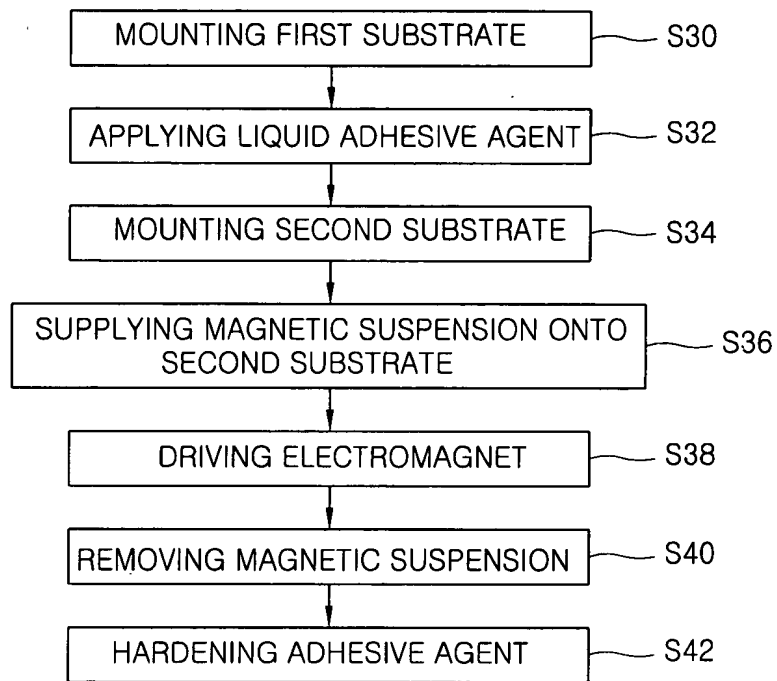 MOUNTING FIRST SUBSTRATE S30
APPLYING LIQUID ADHESIVE AGENT S32
MOUNTING SECOND SUBSTRATE S34
SUPPLYING MAGNETIC SUSPENSION ONTO
SECOND SUBSTRATE S36
DRIVING ELECTROMAGNET S38
REMOVING MAGNETIC SUSPENSION S40
HARDENING ADHESIVE AGENT S42